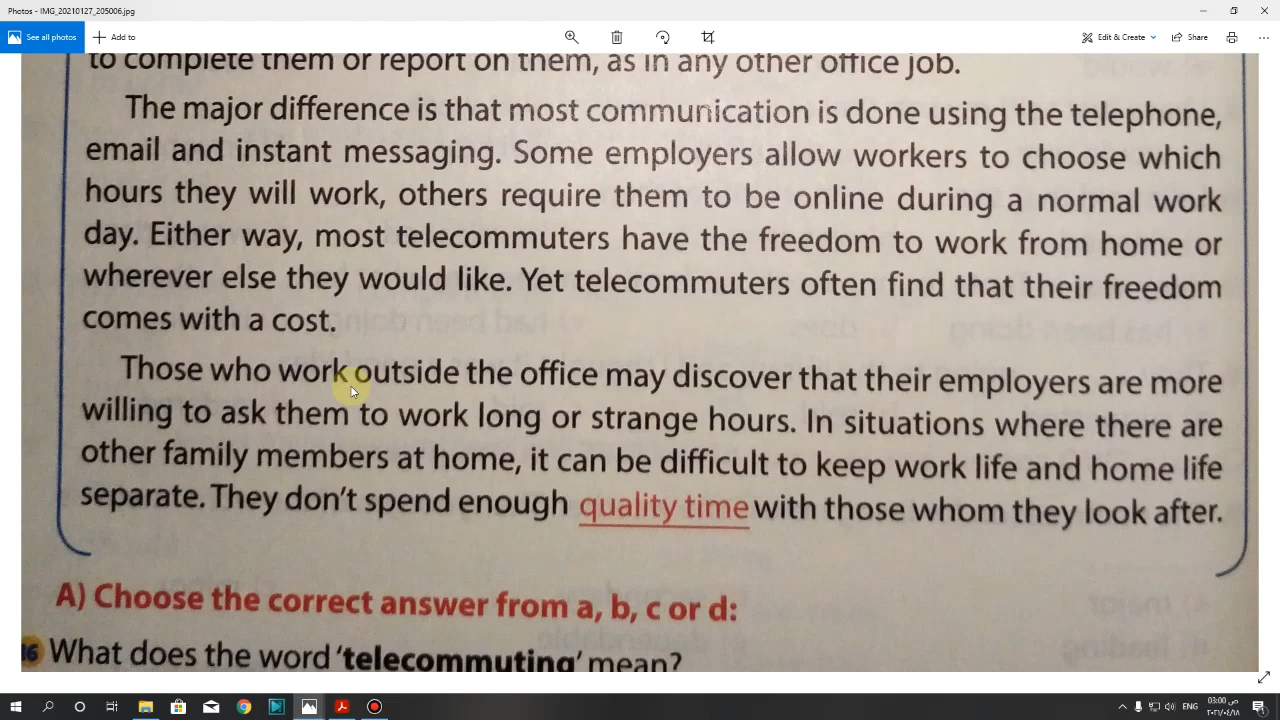 Photos - IMG_20210127_205006.jpg
See all photos
Add to
Edit & Create
Share
to complete them or report on them, as in any other office job.
The major difference is that most communication is done using the telephone,
email and instant messaging. Some employers allow workers to choose which
hours they will work, others require them to be online during a normal work
day. Either way, most telecommuters have the freedom to work from home or
wherever else they would like. Yet telecommuters often find that their freedom
comes with a cost.
Those who work outside the office may discover that their employers are more
willing to ask them to work long or strange hours. In situations where there are
other family members at home, it can be difficult to keep work life and home life
separate. They don't spend enough quality time with those whom they look after.
A) Choose the correct answer from a, b, c or d:
16 What does the word 'telecommuting' mean?
ENG
03:00 ص
٢٠٢١/٠٤/١٨